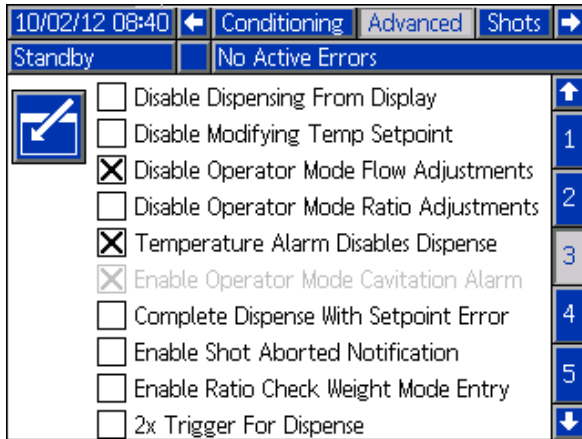 10/02/12 08:40 Conditioning Advanced Shots
Standby No Active Errors
Disable Dispensing From Display
Disable Modifying Temp Setpoint
1
Disable Operator Mode Flow Adjustments
Disable Operator Mode Ratio Adjustments
2
Temperature Alarm Disables Dispense
3
Enable Operator Mode Cavitation Alarm
Complete Dispense With Setpoint Error
4
Enable Shot Aborted Notification
Enable Ratio Check Weight Mode Entry
5
2x Trigger For Dispense